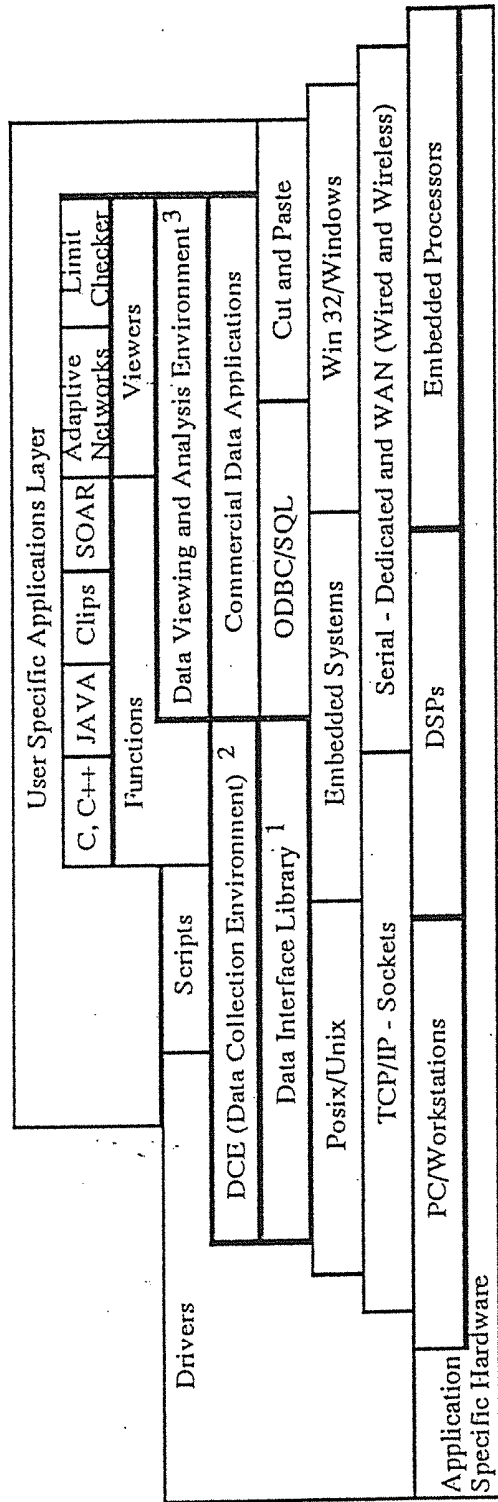 User Specific Applications Layer
C, C++ JAVA Clips SOAR Adaptive Networks Limit Checker
Functions Viewers
Drivers Scripts Data Viewing and Analysis Environment 3
DCE (Data Collection Environment) 2 Commercial Data Applications
Data Interface Library 1 ODBC/SQL Cut and Paste
Posix/Unix Embedded Systems Win 32/Windows
TCP/IP - Sockets Serial - Dedicated and WAN (Wired and Wireless)
PC/Workstations DSPs Embedded Processors
Application
Specific Hardware